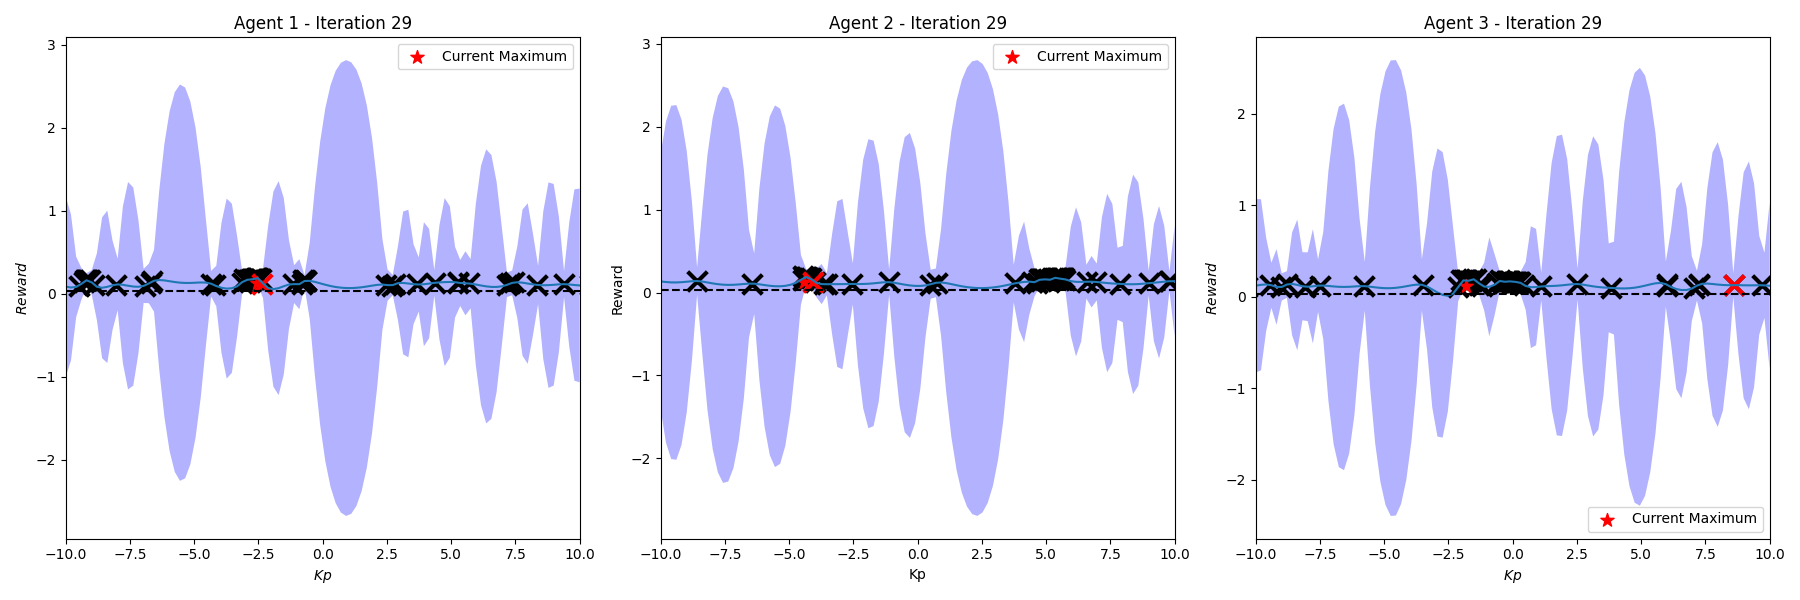 Agent 1 - Iteration 29
Current Maximum
3
2
1
0
−1
−2
Reward
−10.0 −7.5 −5.0 −2.5 0.0 2.5 5.0 7.5 10.0
Kp
Agent 2 - Iteration 29
Current Maximum
3
2
1
0
−1
−2
Reward
−10.0 −7.5 −5.0 −2.5 0.0 2.5 5.0 7.5 10.0
Kp
Agent 3 - Iteration 29
2
1
0
−1
−2
Reward
Current Maximum
−10.0 −7.5 −5.0 −2.5 0.0 2.5 5.0 7.5 10.0
Kp